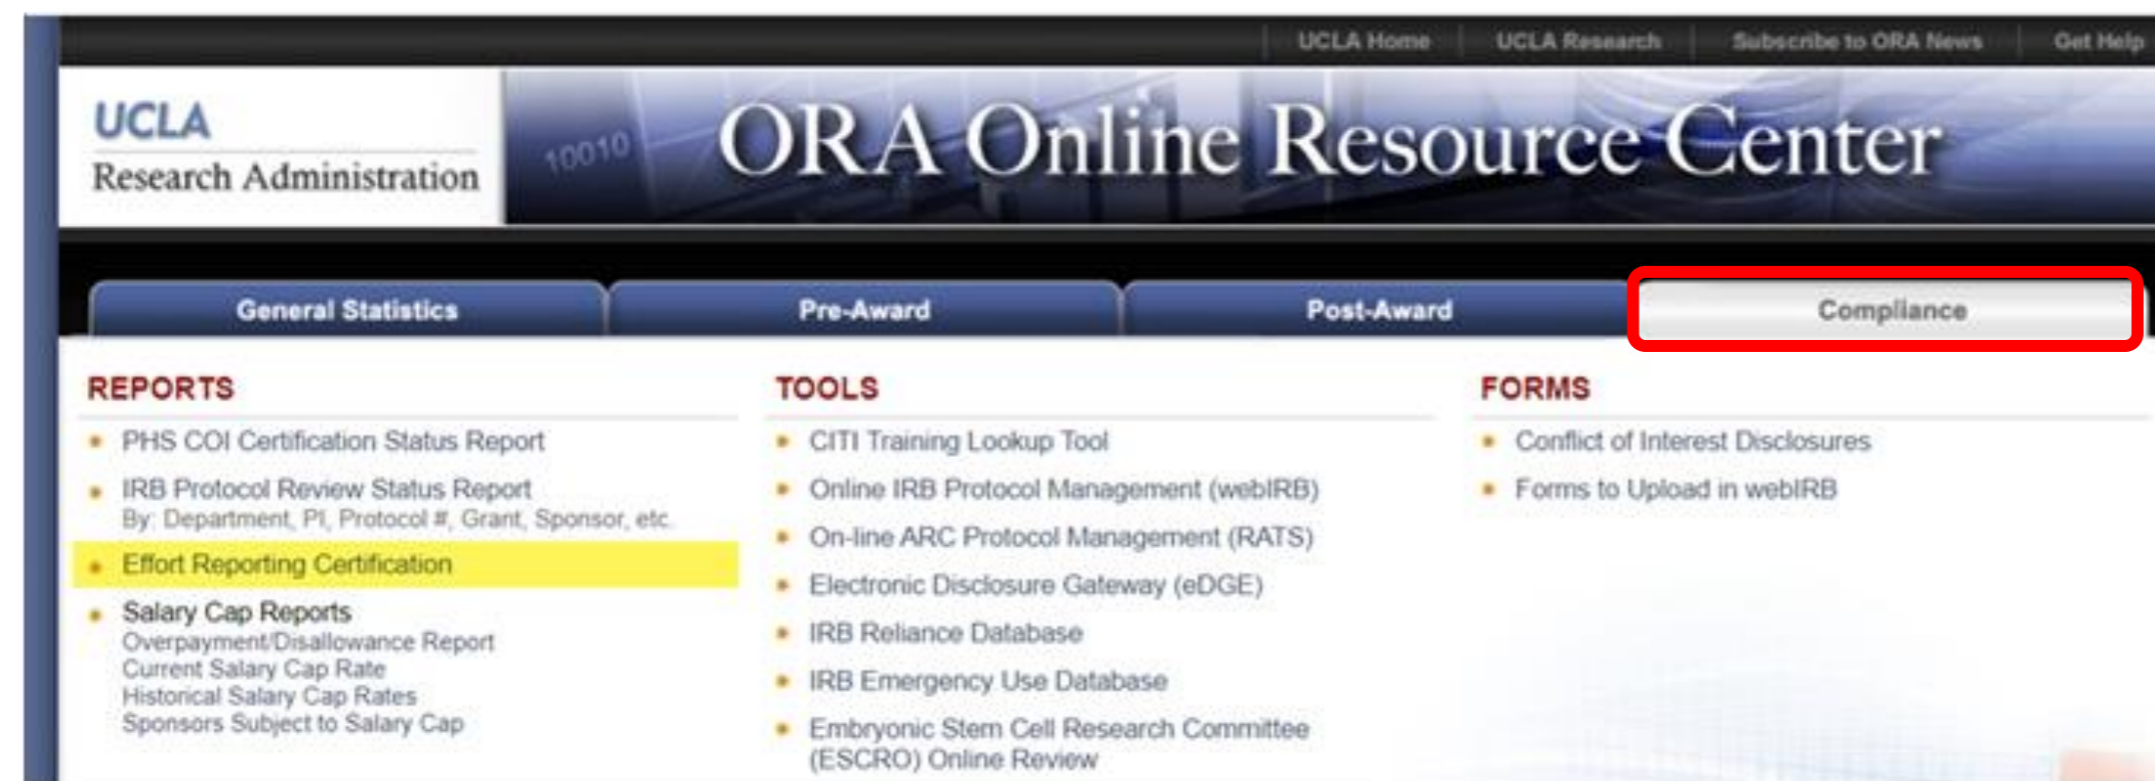 UCLA Home UCLA Research Subscribe to ORA News Get Help
UCLA
Research Administration
10010
ORA Online Resource Center
General Statistics Pre-Award Post-Award Compliance
REPORTS
PHS COI Certification Status Report
IRB Protocol Review Status Report
By: Department, PI, Protocol #, Grant, Sponsor, etc.
Effort Reporting Certification
Salary Cap Reports
Overpayment/Disallowance Report
Current Salary Cap Rate
Historical Salary Cap Rates
Sponsors Subject to Salary Cap
TOOLS
CITI Training Lookup Tool
Online IRB Protocol Management (webIRB)
On-line ARC Protocol Management (RATS)
Electronic Disclosure Gateway (eDGE)
IRB Reliance Database
IRB Emergency Use Database
Embryonic Stem Cell Research Committee
(ESCRO) Online Review
FORMS
Conflict of Interest Disclosures
Forms to Upload in webIRB